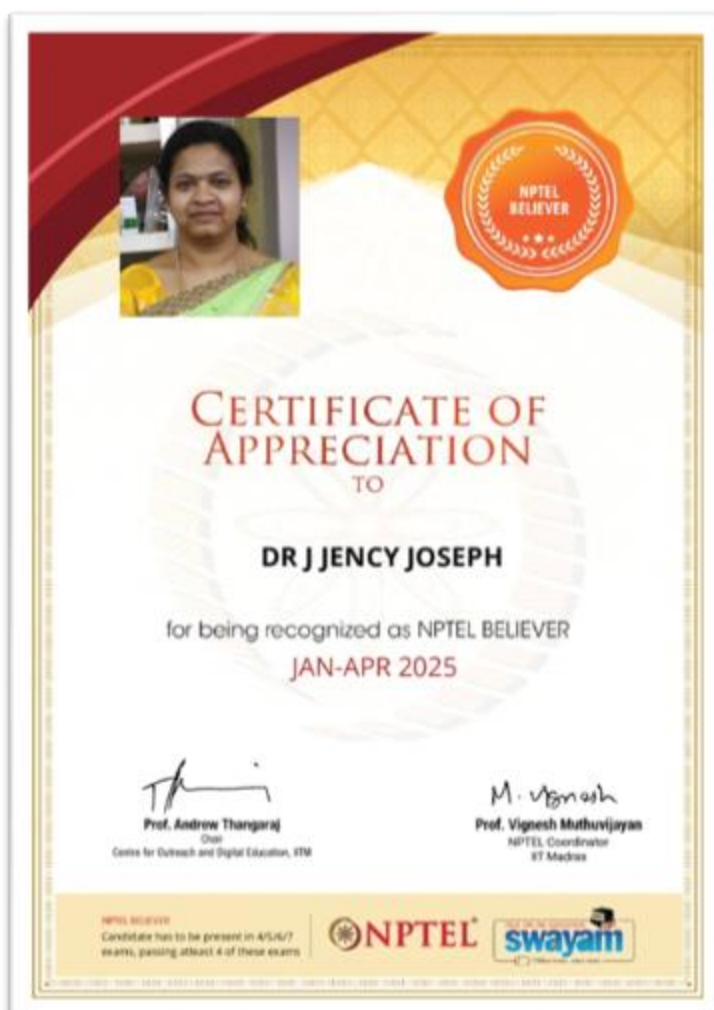 NPTEL
BELIEVER
CERTIFICATE OF
APPRECIATION
TO
DR J JENCY JOSEPH
for being recognized as NPTEL BELIEVER
JAN-APR 2025
M. Vignesh
Prof. Andrew Thangaraj
Chair
Centre for Outreach and Digital Education, IITM
Prof. Vignesh Muthuvijayan
NPTEL Coordinator
IIT Madras
NPTEL BELIEVER
Candidate has to be present in 4/5/6/7
exams, passing atleast 4 of these exams
NPTEL
swayam